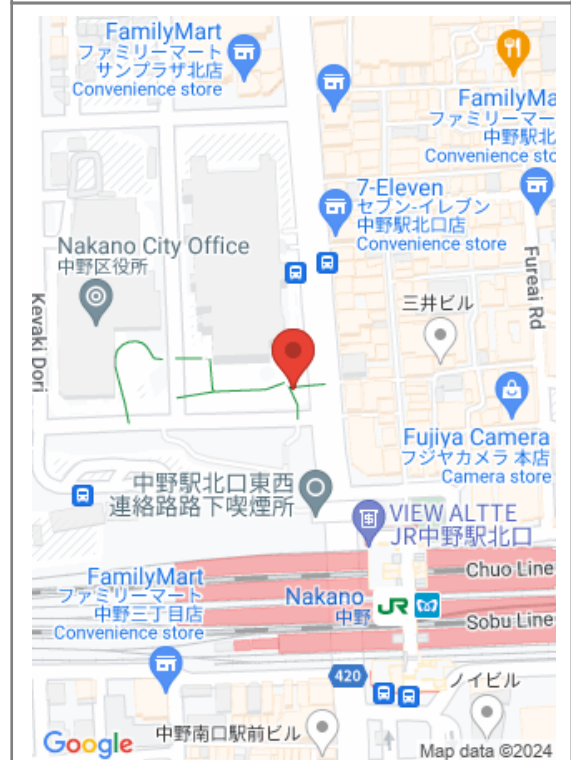 FamilyMart
ファミリーマート
サンプラザ北店
Convenience store
FamilyMa
ファミリーマー
中野駅北
Convenience sto
7-Eleven
セブン-イレブン
中野駅北口店
Convenience store
Nakano City Office
中野区役所
Fureai Rd
Keyaki Dori
三井ビル
Fujiya Camera
フジヤカメラ 本店
Camera store
中野駅北口東西
連絡路路下喫煙所
VIEW ALTTE
JR中野駅北口
Chuo Line
FamilyMart
ファミリーマート
中野三丁目店
Convenience store
Nakano
中野
JR
Sobu Line
420
ノイビル
中野南口駅前ビル
Google
Map data ©2024